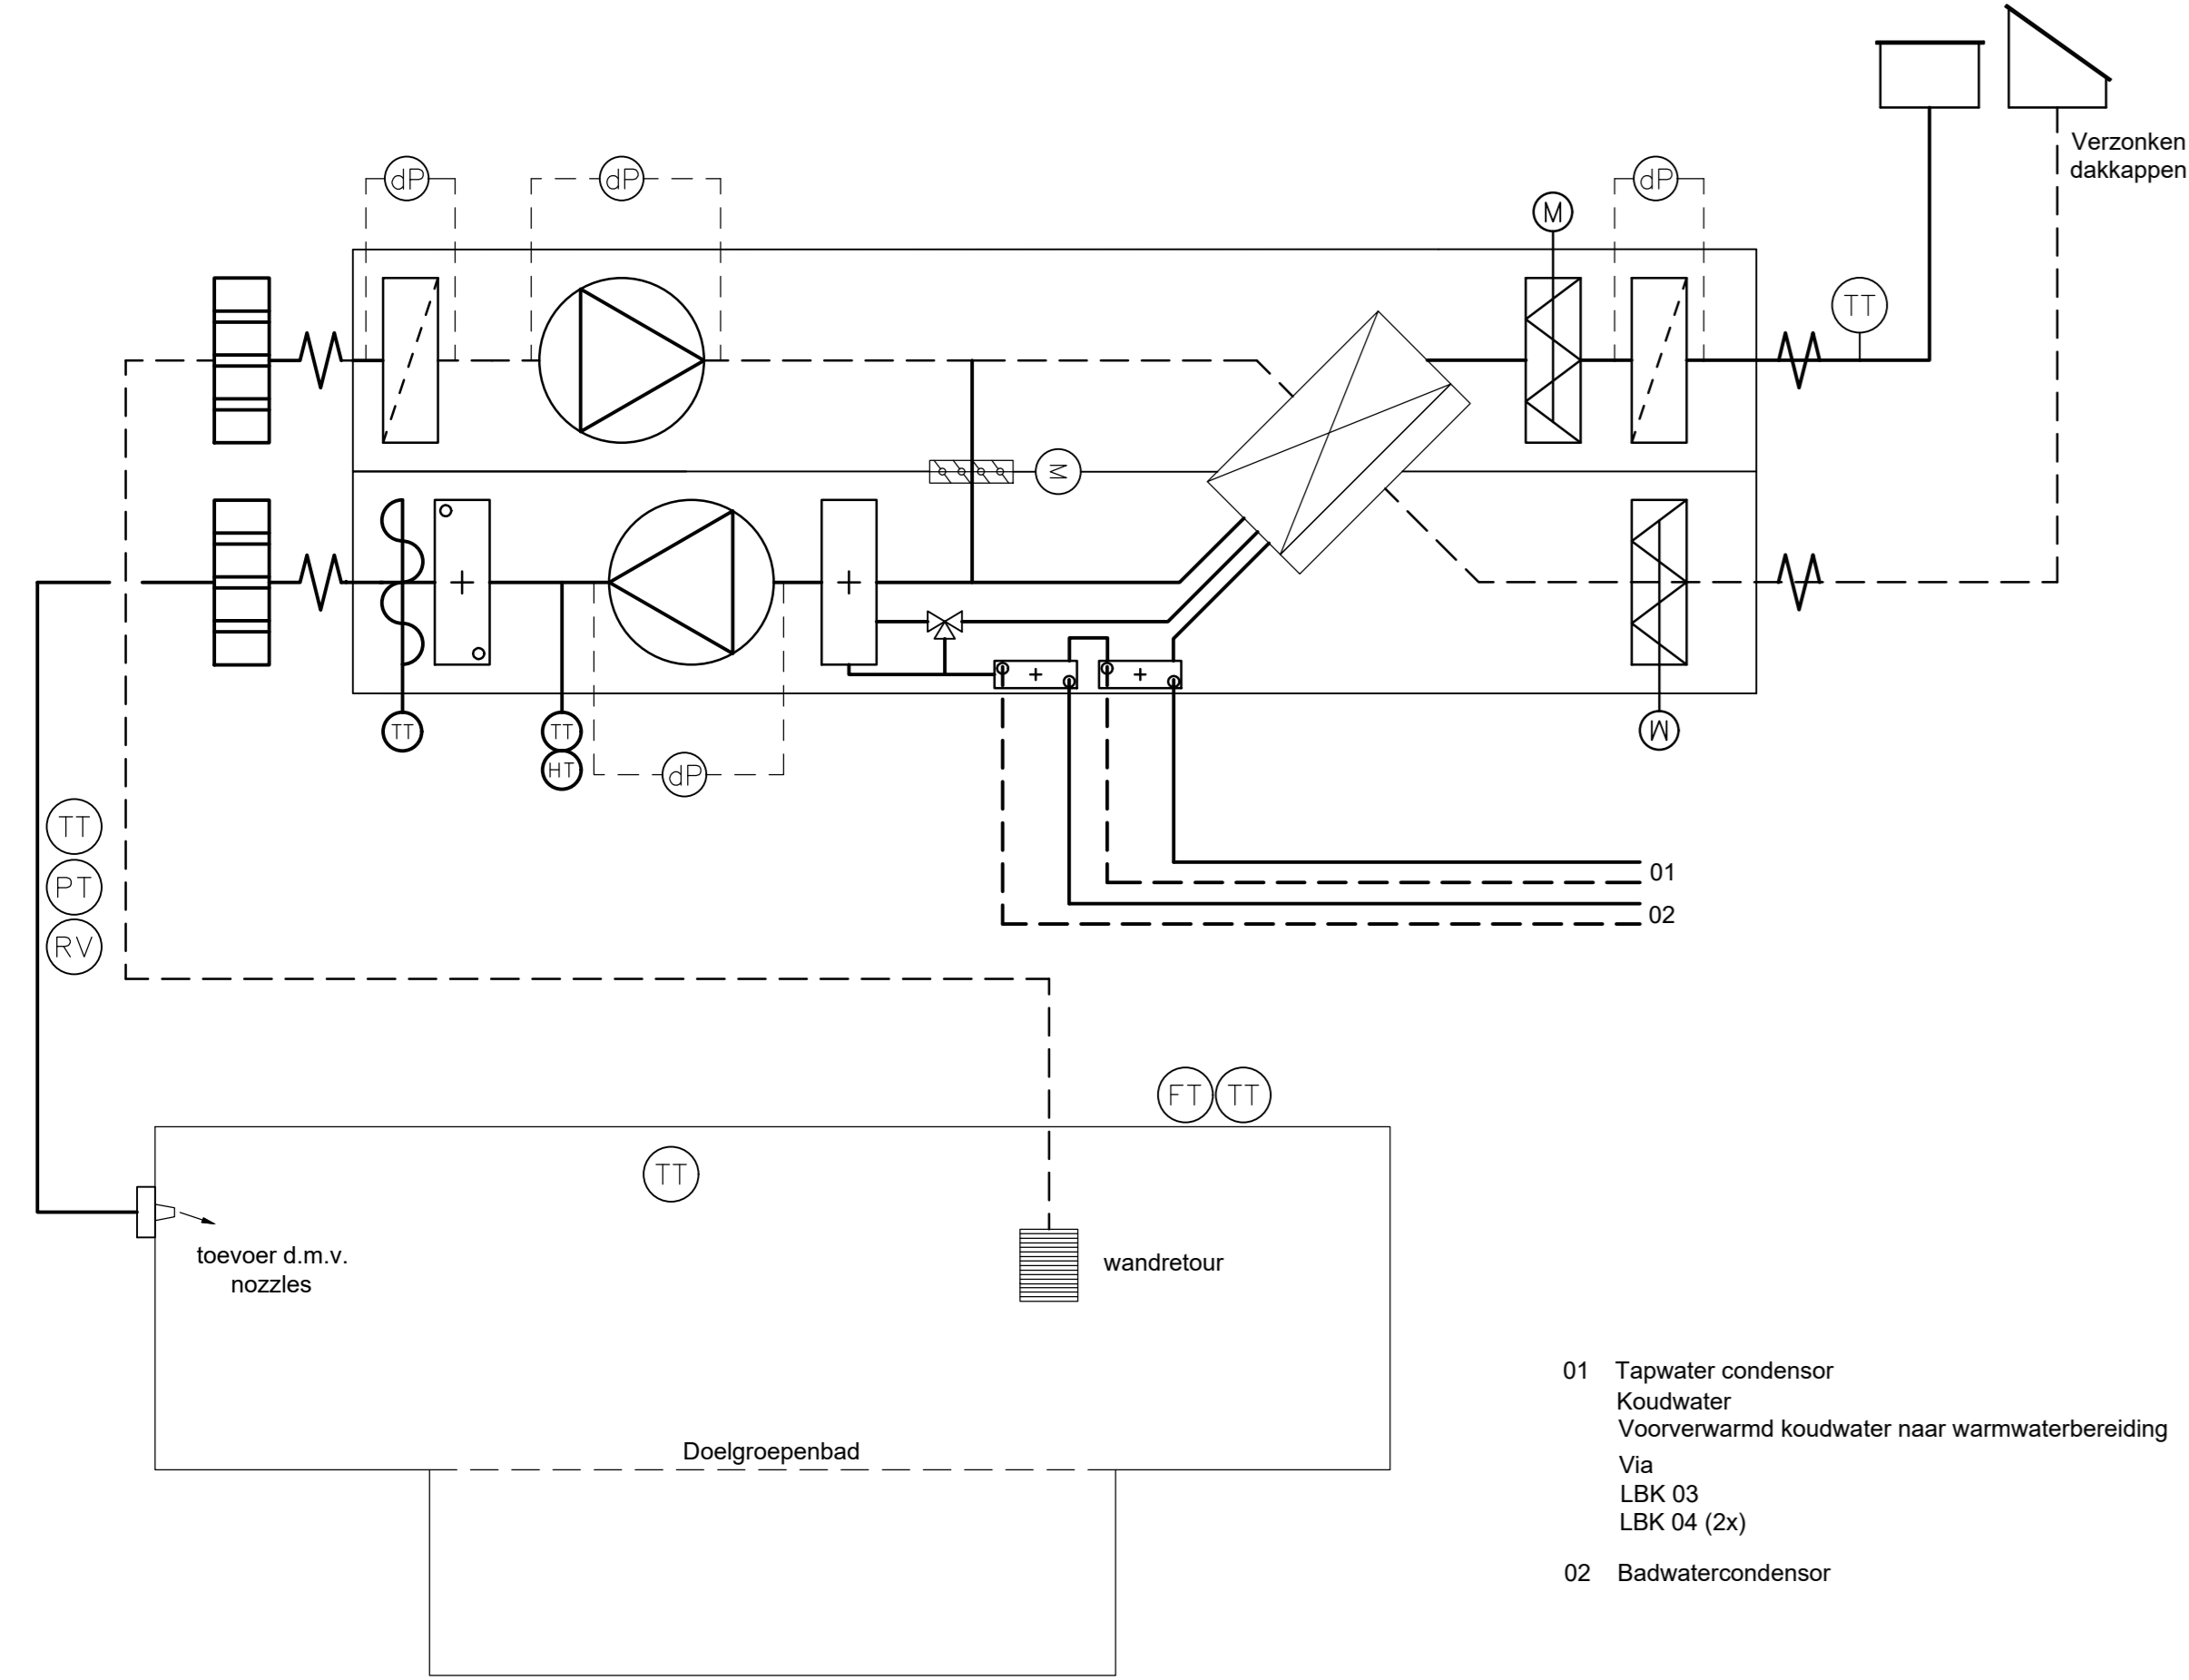 Verzonken
dakkappen
dP
dP
dP
M
TT
M
TT
TT
HT
dP
M
TT
PT
RV
01
02
FT TT
TT
toevoer d.m.v.
nozzles
wandretour
Doelgroepenbad
01 Tapwater condensor
Koudwater
Voorverwarmd koudwater naar warmwaterbereiding
Via
LBK 03
LBK 04 (2x)
02 Badwatercondensor